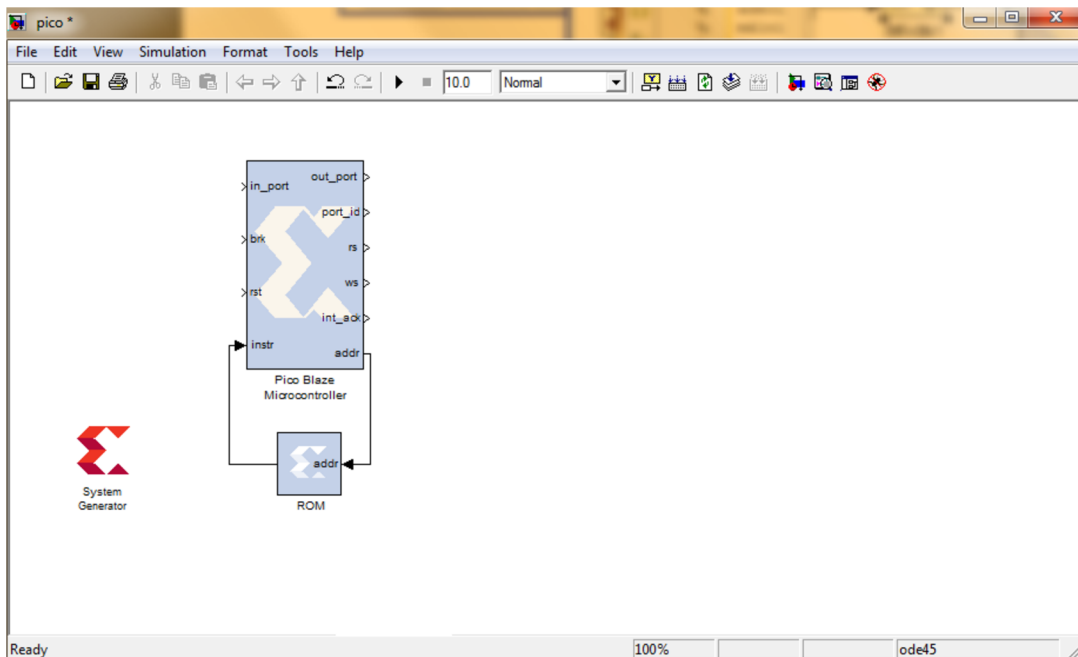 pico *
File Edit View Simulation Format Tools Help
10.0 Normal
out_port
in_port
port_id
brk
rs
ws
rst
int_ack
instr
addr
Pico Blaze
Microcontroller
addr
System
Generator
ROM
Ready 100% ode45